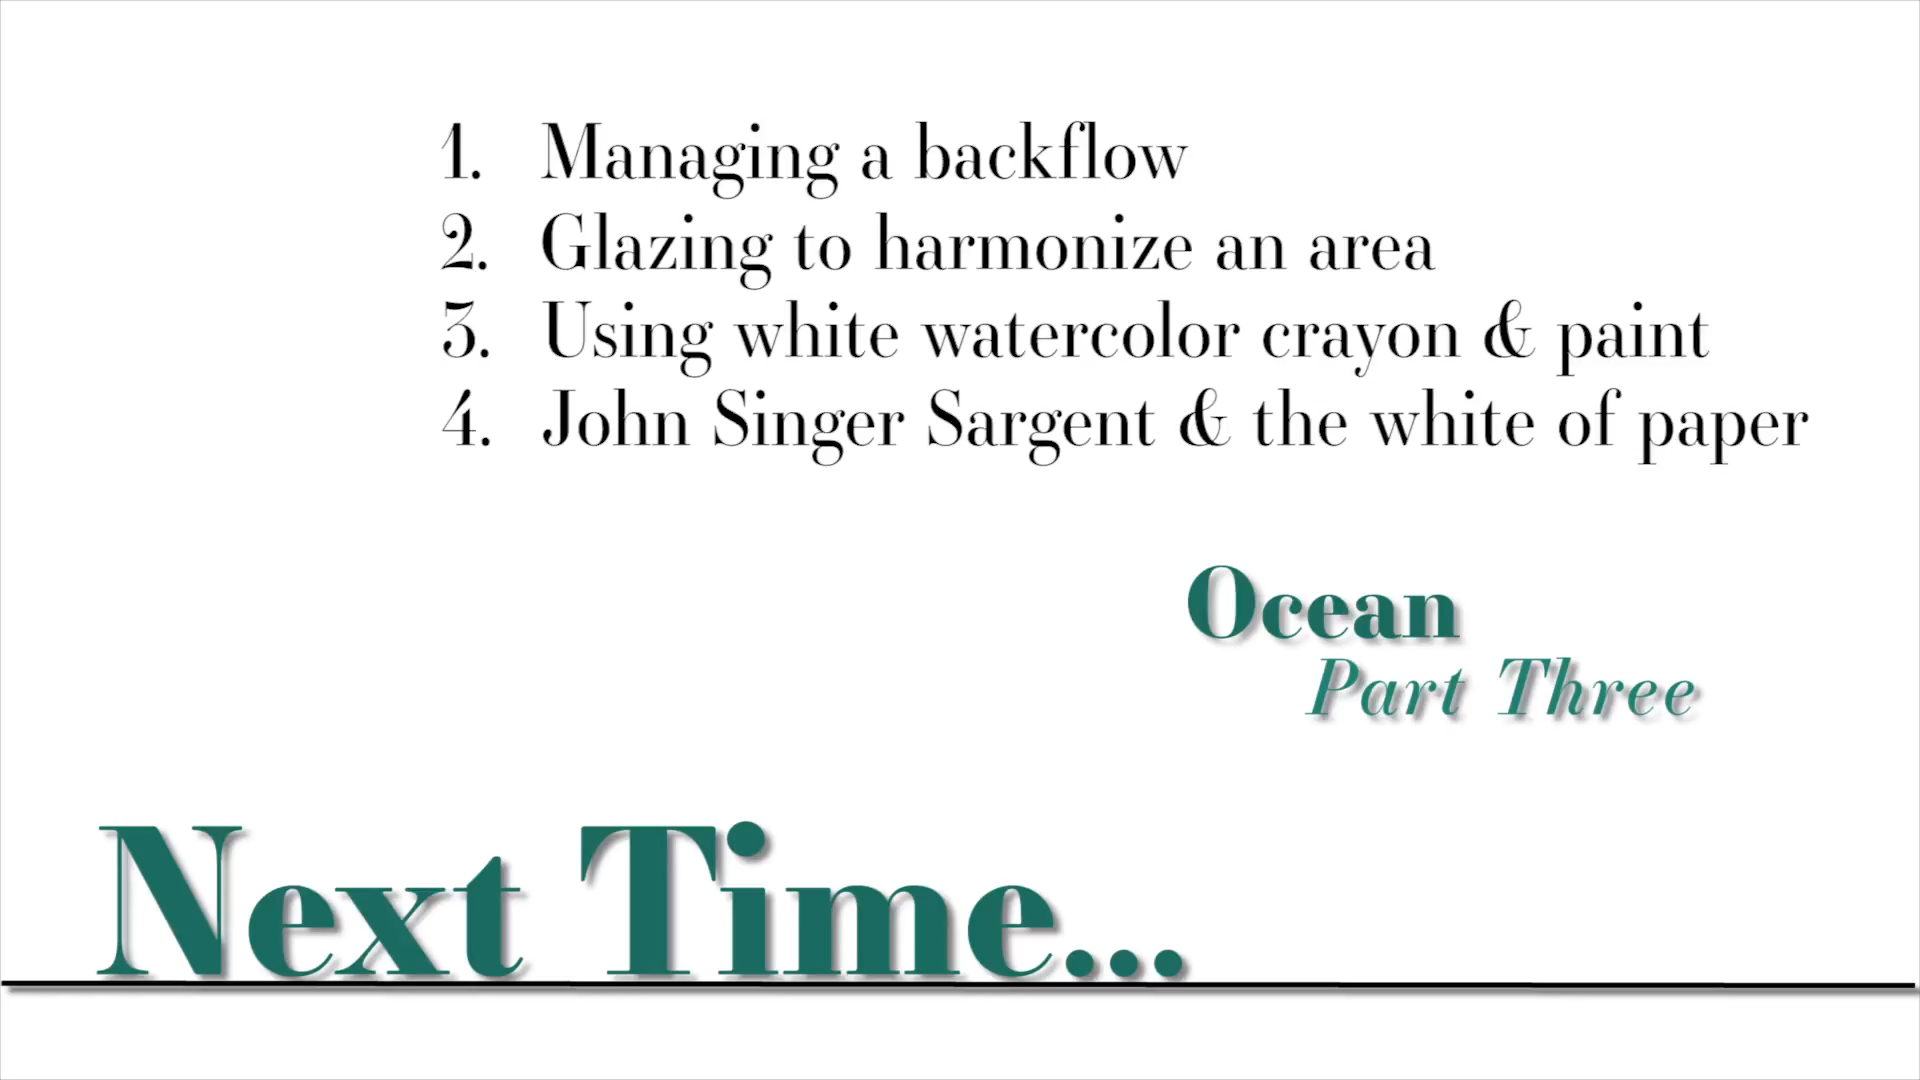 1. Managing a backflow
2. Glazing to harmonize an area
3. Using white watercolor crayon & paint
4. John Singer Sargent & the white of paper
Ocean
Part Three
Next Time...